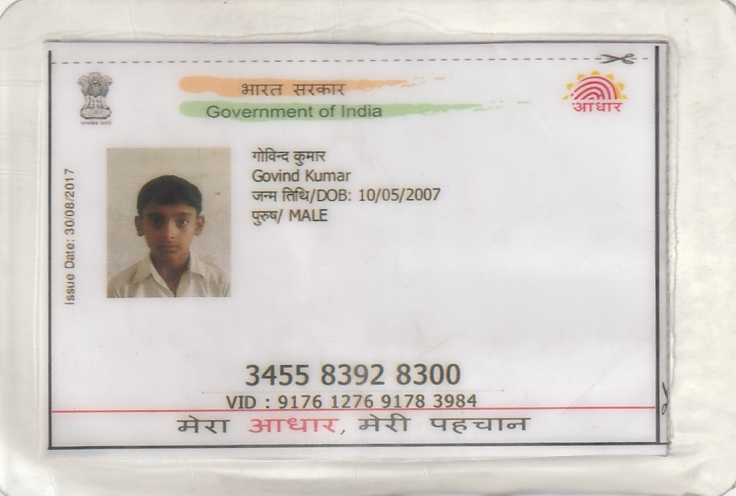 भारत सरकार
Government of India
आधार
Issue Date: 30/08/2017
गोविन्द कुमार
Govind Kumar
जन्म तिथि/DOB: 10/05/2007
पुरुष/ MALE
3455 8392 8300
VID : 9176 1276 9178 3984
मेरा आधार, मेरी पहचान